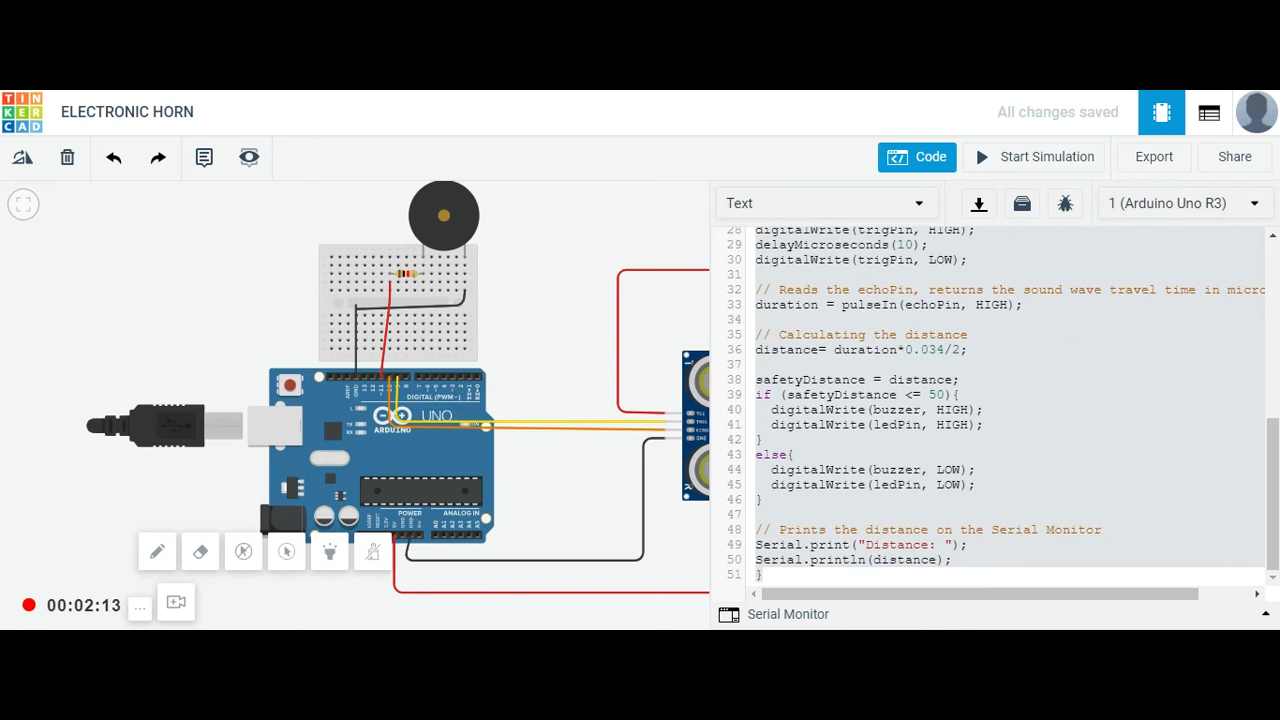 TIN
KER
CAD
ELECTRONIC HORN
All changes saved
Code
Start Simulation
Export
Share
Text
1 (Arduino Uno R3)
28 digitalWrite(trigPin, HIGH);
29 delayMicroseconds(10);
30 digitalWrite(trigPin, LOW);
31
32 // Reads the echoPin, returns the sound wave travel time in micro
33 duration = pulseIn(echoPin, HIGH);
34
35 // Calculating the distance
36 distance= duration*0.034/2;
37
38 safetyDistance = distance;
39 if (safetyDistance <= 50){
40   digitalWrite(buzzer, HIGH);
41   digitalWrite(ledPin, HIGH);
42 }
43 else{
44   digitalWrite(buzzer, LOW);
45   digitalWrite(ledPin, LOW);
46 }
47
48 // Prints the distance on the Serial Monitor
49 Serial.print("Distance: ");
50 Serial.println(distance);
51 }
Serial Monitor
DIGITAL (PWM~)
UNO
ARDUINO
POWER
ANALOG IN
VCC
TRIG
ECHO
GND
00:02:13